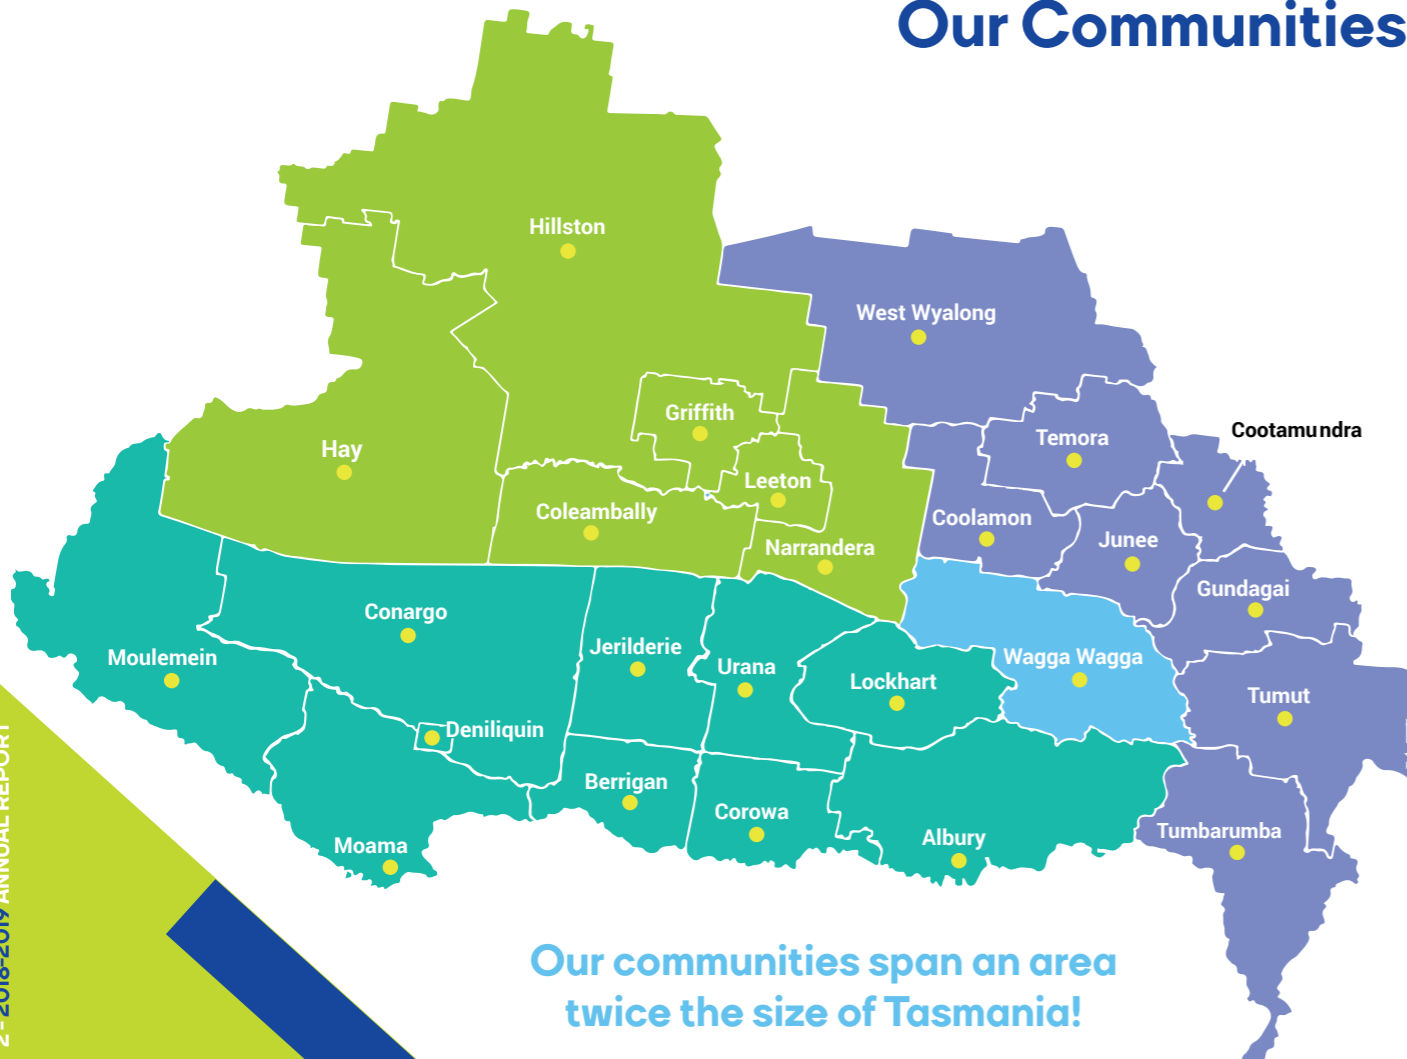 Our Communities
Hillston
West Wyalong
Griffith
Cootamundra
Temora
Hay
Leeton
Coleambally
Coolamon
Junee
Narrandera
Gundagai
Conargo
Jerilderie
Moulemein
Urana
Wagga Wagga
Lockhart
Tumut
Deniliquin
Berrigan
Corowa
Tumbarumba
Albury
Moama
Our communities span an area
twice the size of Tasmania!
2 - 2018-2019 ANNUAL REPORT